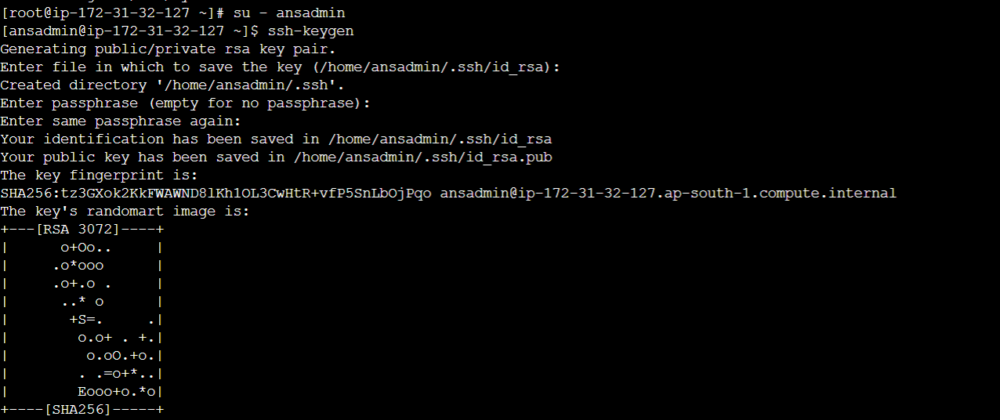 [root@ip-172-31-32-127 ~]# su - ansadmin
[ansadmin@ip-172-31-32-127 ~]$ ssh-keygen
Generating public/private rsa key pair.
Enter file in which to save the key (/home/ansadmin/.ssh/id_rsa):
Created directory '/home/ansadmin/.ssh'.
Enter passphrase (empty for no passphrase):
Enter same passphrase again:
Your identification has been saved in /home/ansadmin/.ssh/id_rsa
Your public key has been saved in /home/ansadmin/.ssh/id_rsa.pub
The key fingerprint is:
SHA256:tz3GXok2KkFWAWND8lKh1OL3CwHtR+vfP5SnLbOjPqo ansadmin@ip-172-31-32-127.ap-south-1.compute.internal
The key's randomart image is:
+---[RSA 3072]----+
|      o+Oo..     |
|     .o*ooo      |
|     .o+.o .     |
|      ..* o      |
|       +S=.     .|
|        o.o+ . +.|
|         o.oO.+o.|
|        . .=o+*..|
|        Eooo+o.*o|
+----[SHA256]-----+